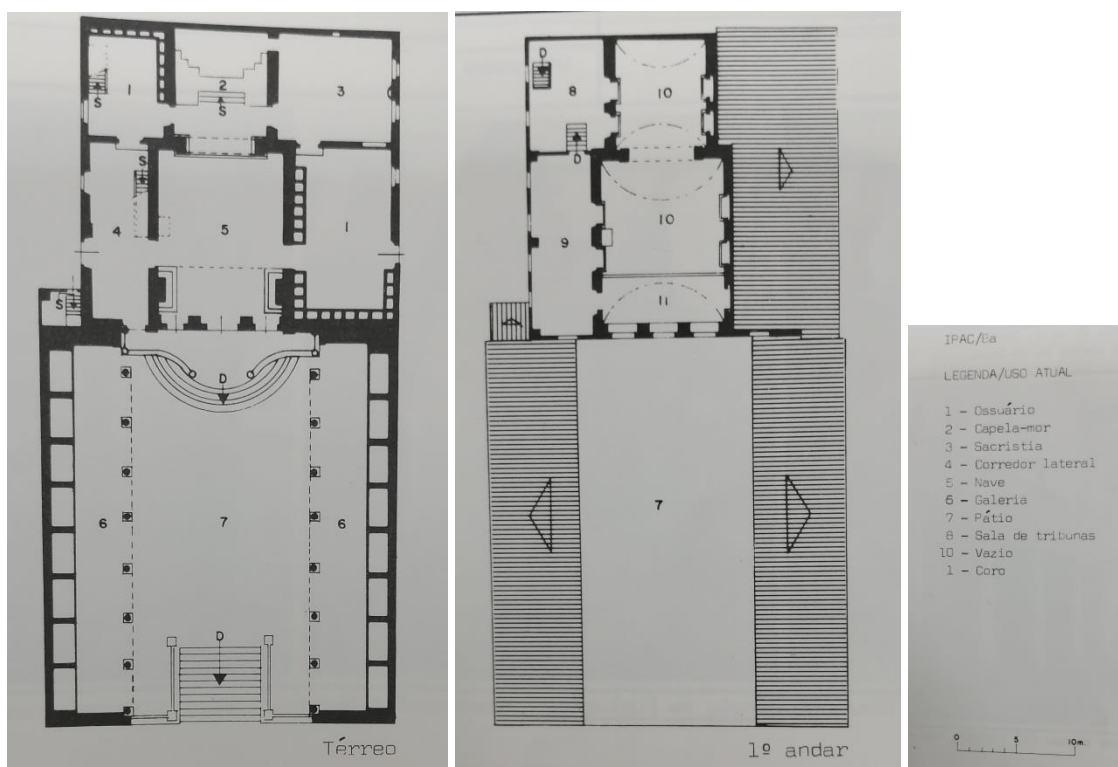 1
2
3
S
S
S
4
5
1
S
D
6
7
6
D
Térreo
D
8
10
D
10
9
11
7
1º andar
IPAC/Ba
LEGENDA/USO ATUAL
1 - Ossuário
2 - Capela-mor
3 - Sacristia
4 - Corredor lateral
5 - Nave
6 - Galeria
7 - Pátio
8 - Sala de tribunas
10 - Vazio
1 - Coro
0 5 10m.